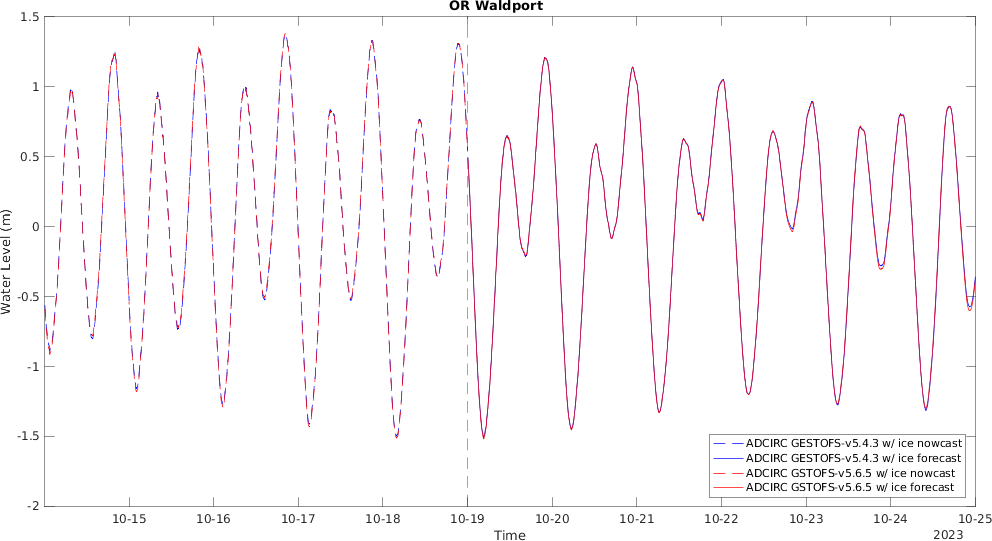 OR Waldport
1.5
1
0.5
0
-0.5
-1
-1.5
-2
Water Level (m)
10-15 10-16 10-17 10-18 10-19 10-20 10-21 10-22 10-23 10-24 10-25
Time
2023
ADCIRC GESTOFS-v5.4.3 w/ ice nowcast
ADCIRC GESTOFS-v5.4.3 w/ ice forecast
ADCIRC GSTOFS-v5.6.5 w/ ice nowcast
ADCIRC GSTOFS-v5.6.5 w/ ice forecast